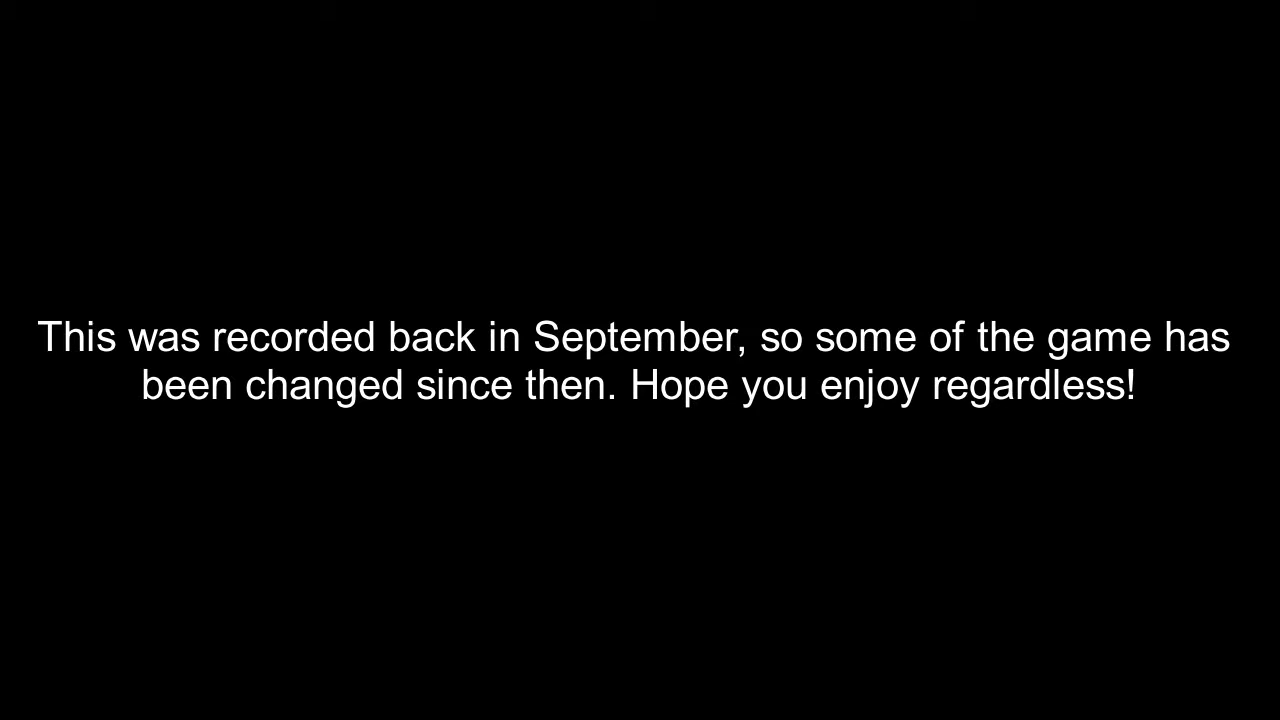 This was recorded back in September, so some of the game has
been changed since then. Hope you enjoy regardless!